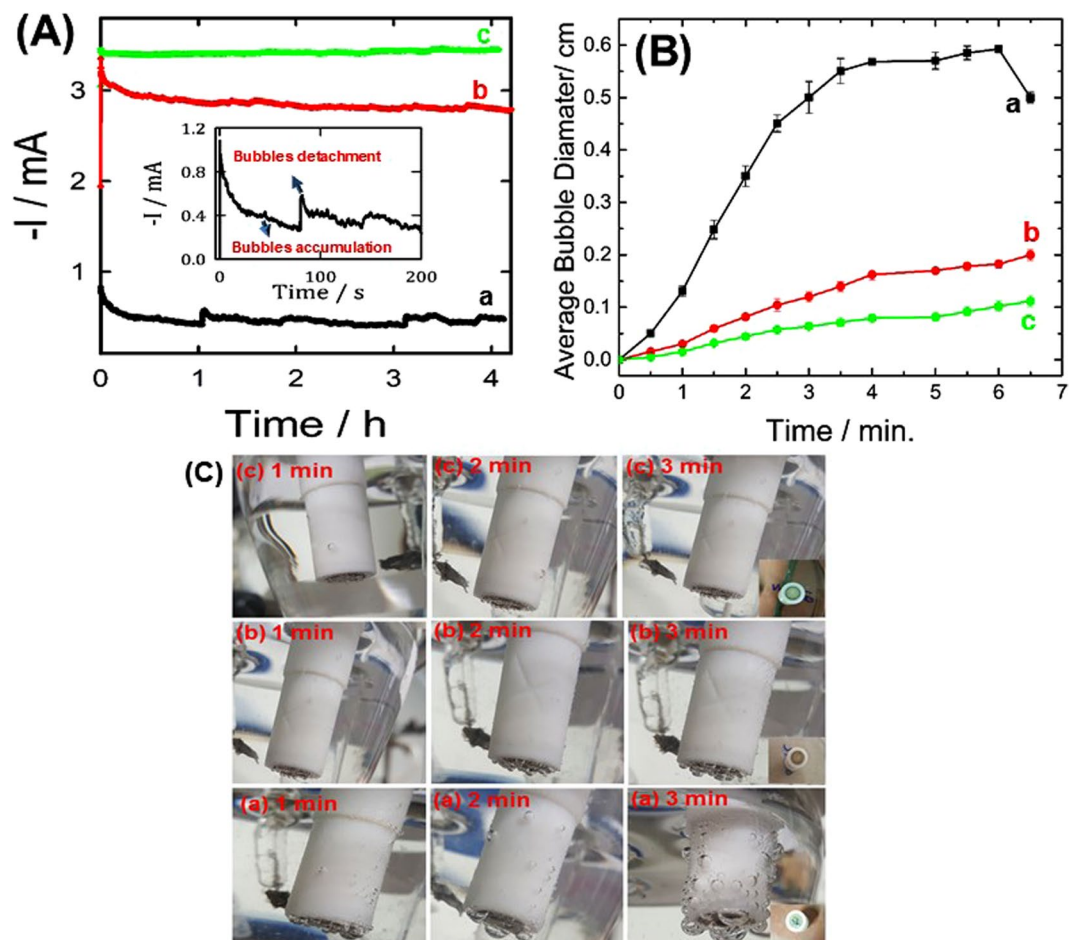 (A)
c
b
a
3
2
1
-I / mA
0
1
2
3
4
Time / h
1.2
0.8
0.4
0.0
-I / mA
Bubbles detachment
Bubbles accumulation
0
100
200
Time / s
(B)
a
b
c
0.6
0.5
0.4
0.3
0.2
0.1
0.0
Average Bubble Diamater/ cm
0
1
2
3
4
5
6
7
Time / min.
(C)
(c) 1 min
(c) 2 min
(c) 3 min
(b) 1 min
(b) 2 min
(b) 3 min
(a) 1 min
(a) 2 min
(a) 3 min